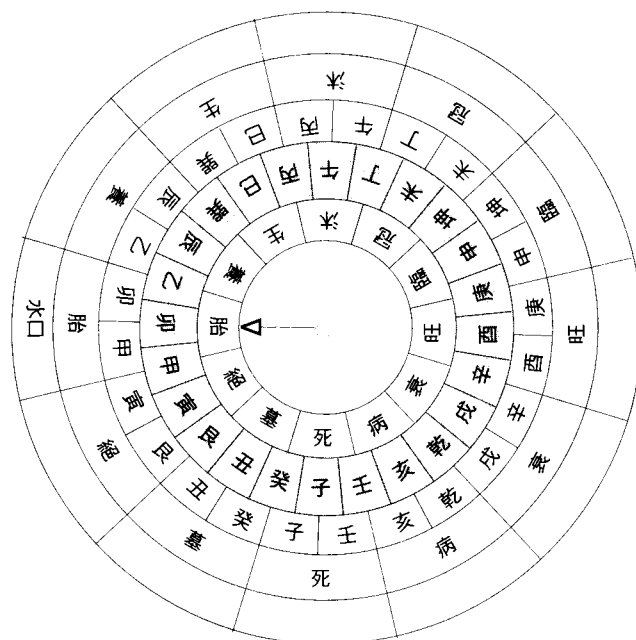 水口
胎 養 生 沐 冠 臨 旺 衰 病 死 墓 絕
卯 乙 辰 巽 巳 丙 午 丁 未 坤 申 庚 酉 辛 戌 乾 亥 壬 子 癸 丑 艮 寅 甲
卯 乙 辰 巽 巳 丙 午 丁 未 坤 申 庚 酉 辛 戌 乾 亥 壬 子 癸 丑 艮 寅 甲
胎 養 生 沐 冠 臨 旺 衰 病 死 墓 絕